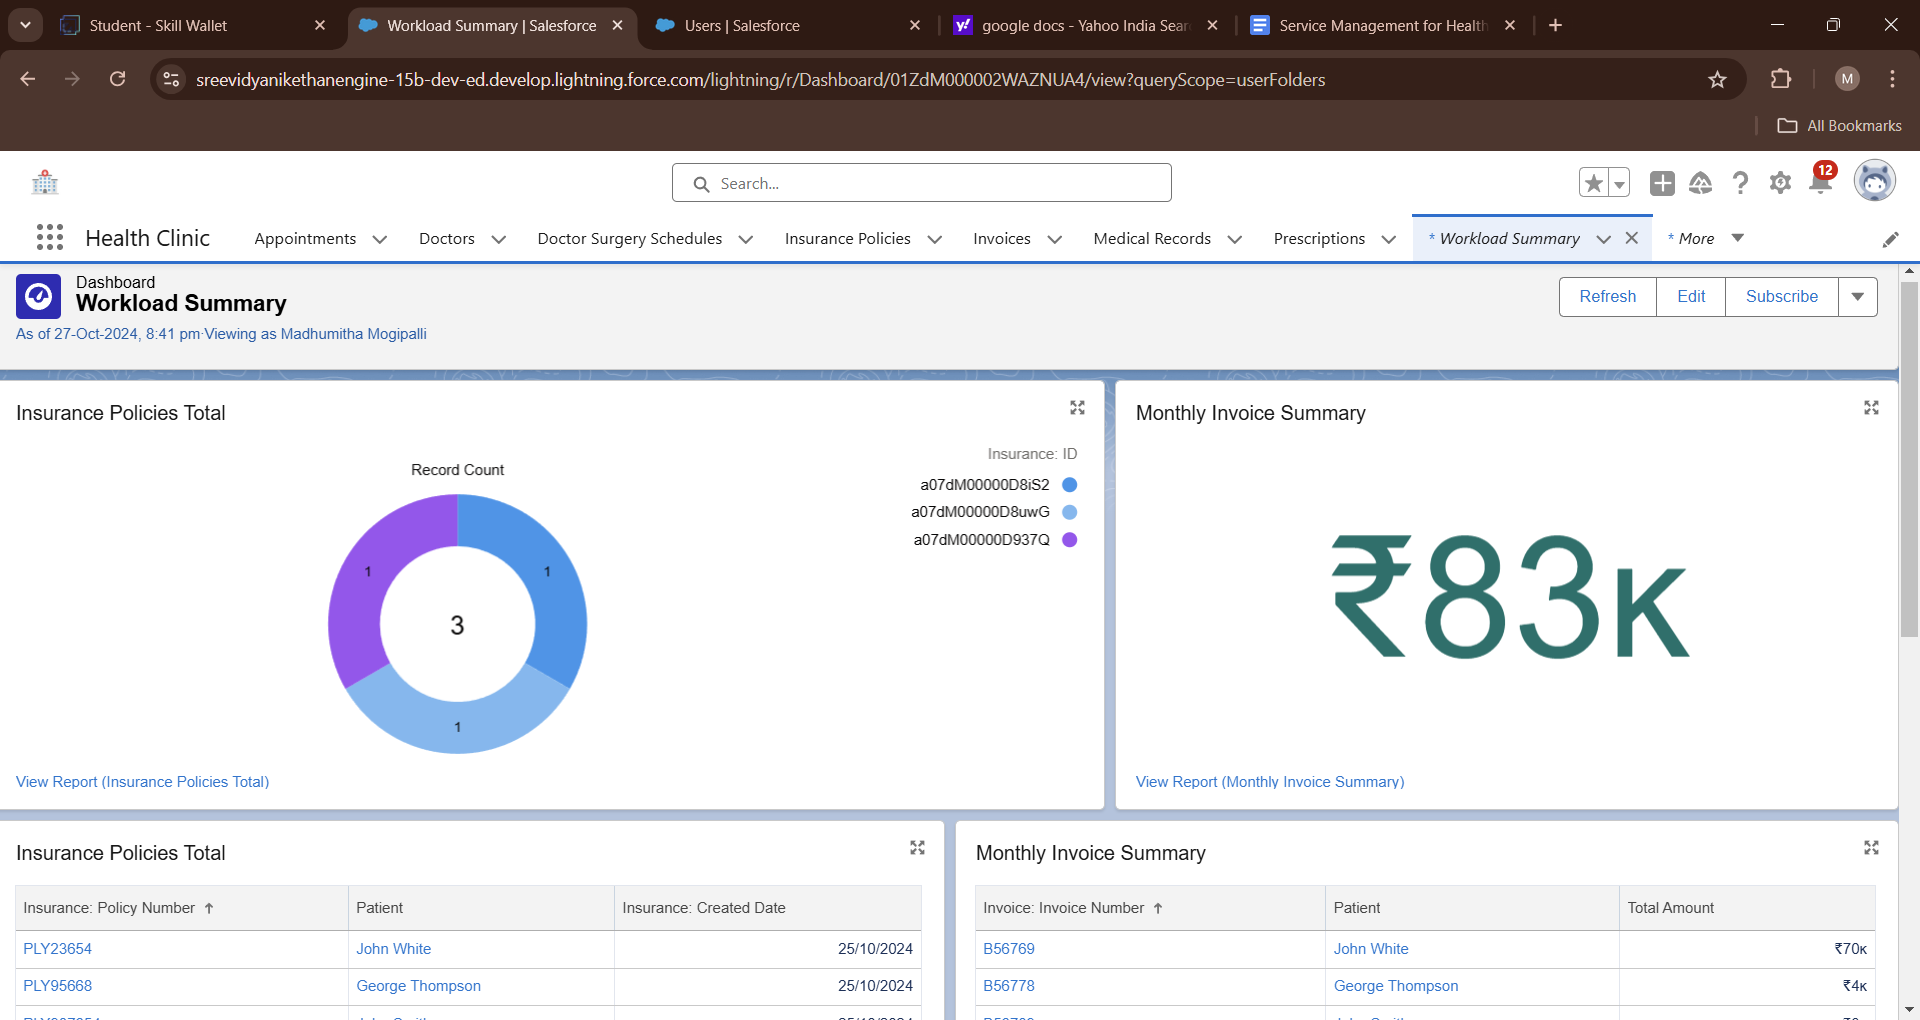 Student - Skill Wallet
Workload Summary | Salesforce
Users | Salesforce
google docs - Yahoo India Sear
Service Management for Health
sreevidyanikethanengine-15b-dev-ed.develop.lightning.force.com/lightning/r/Dashboard/01ZdM000002WAZNUA4/view?queryScope=userFolders
M
All Bookmarks
Search...
12
Health Clinic
Appointments
Doctors
Doctor Surgery Schedules
Insurance Policies
Invoices
Medical Records
Prescriptions
* Workload Summary
* More
Dashboard
Workload Summary
As of 27-Oct-2024, 8:41 pm·Viewing as Madhumitha Mogipalli
Refresh
Edit
Subscribe
Insurance Policies Total
Record Count
Insurance: ID
a07dM00000D8iS2
a07dM00000D8uwG
a07dM00000D937Q
1
1
3
1
View Report (Insurance Policies Total)
Monthly Invoice Summary
₹83K
View Report (Monthly Invoice Summary)
Insurance Policies Total
Insurance: Policy Number Patient Insurance: Created Date
PLY23654 John White 25/10/2024
PLY95668 George Thompson 25/10/2024
Monthly Invoice Summary
Invoice: Invoice Number Patient Total Amount
B56769 John White ₹70K
B56778 George Thompson ₹4K